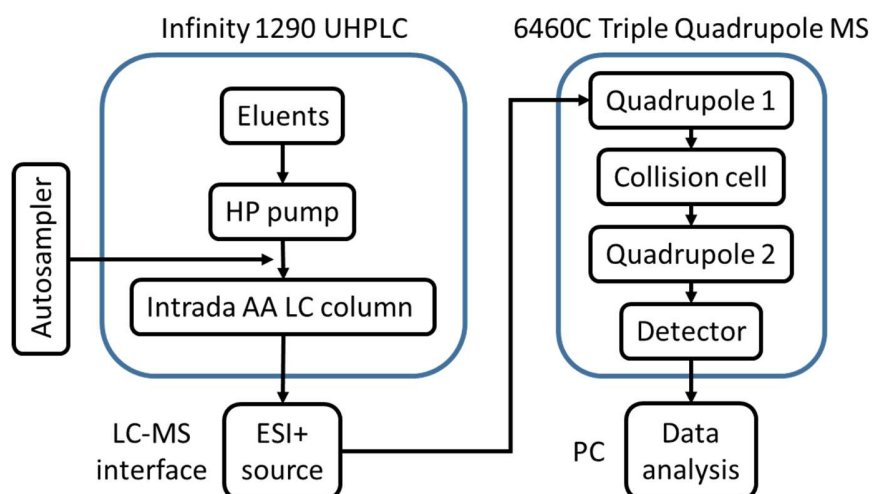 Infinity 1290 UHPLC
Eluents
HP pump
Autosampler
Intrada AA LC column
LC-MS
interface
ESI+
source
6460C Triple Quadrupole MS
Quadrupole 1
Collision cell
Quadrupole 2
Detector
PC
Data
analysis